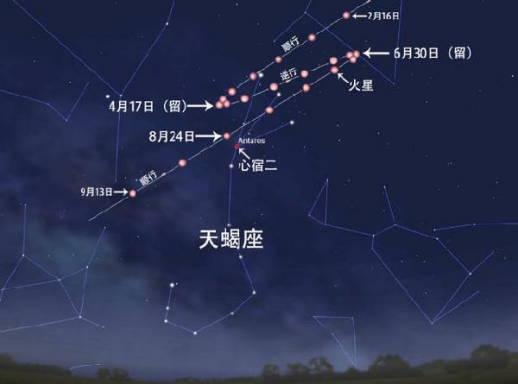 2月16日
顺行
6月30日（留）
逆行
火星
4月17日（留）
8月24日
Antares
心宿二
顺行
9月13日
天蝎座